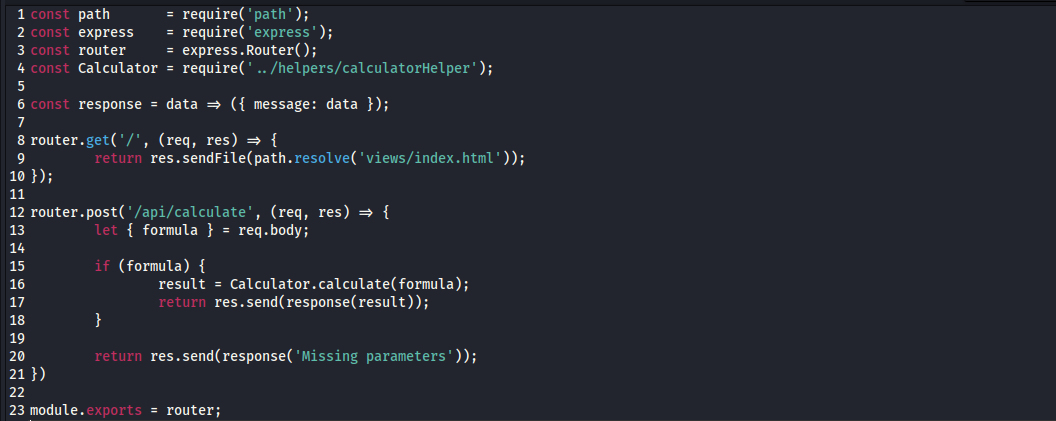 1 const path       = require('path');
2 const express    = require('express');
3 const router     = express.Router();
4 const Calculator = require('../helpers/calculatorHelper');
5
6 const response = data => ({ message: data });
7
8 router.get('/', (req, res) => {
9         return res.sendFile(path.resolve('views/index.html'));
10 });
11
12 router.post('/api/calculate', (req, res) => {
13         let { formula } = req.body;
14
15         if (formula) {
16                 result = Calculator.calculate(formula);
17                 return res.send(response(result));
18         }
19
20         return res.send(response('Missing parameters'));
21 })
22
23 module.exports = router;